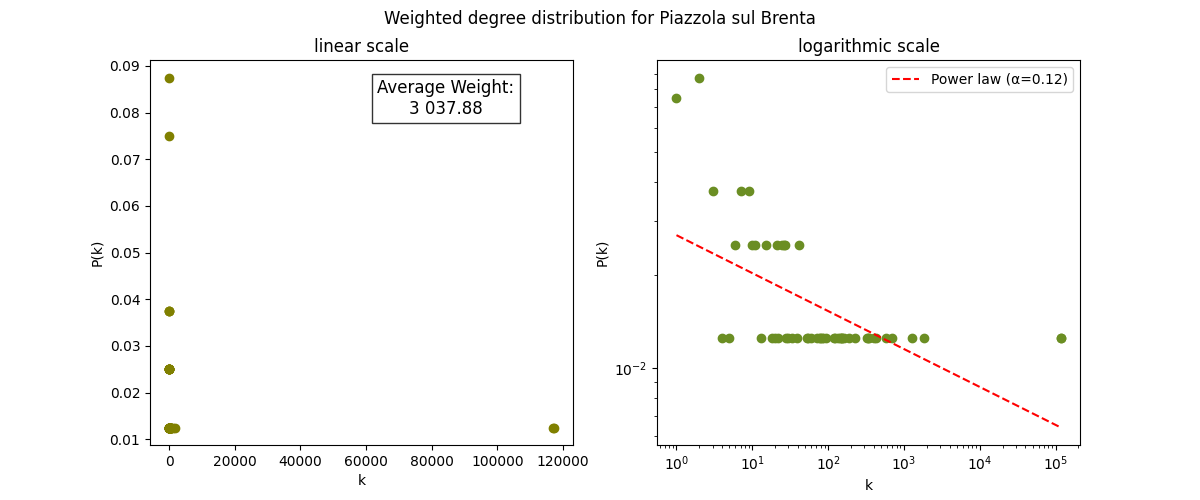 Weighted degree distribution for Piazzola sul Brenta
linear scale
0.09
0.08
0.07
0.06
0.05
0.04
0.03
0.02
0.01
P(k)
Average Weight:
3 037.88
0
20000
40000
60000
80000
100000
120000
k
logarithmic scale
Power law (α=0.12)
P(k)
10⁻²
10⁰
10¹
10²
10³
10⁴
10⁵
k